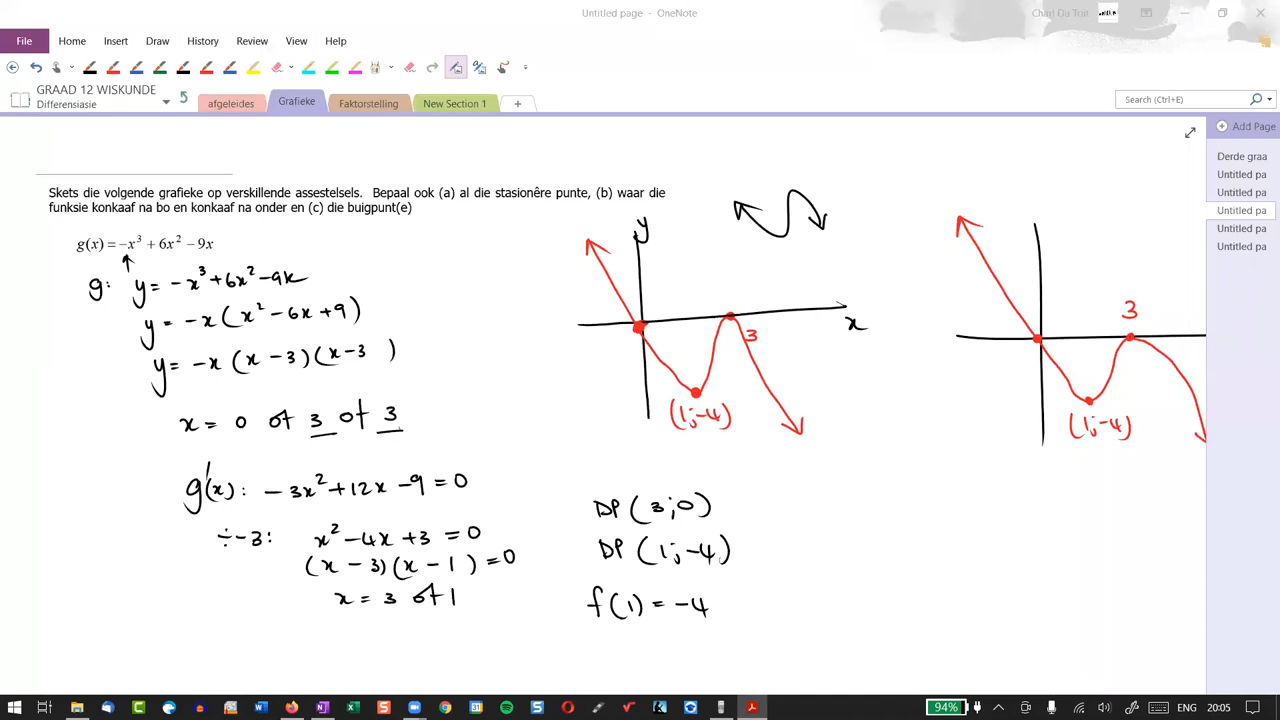 Untitled page - OneNote
Charl Du Toit
File Home Insert Draw History Review View Help
GRAAD 12 WISKUNDE
Differensiasie
afgeleides Grafieke Faktorstelling New Section 1 +
Search (Ctrl+E)
Add Page
Derde graa
Untitled pa
Untitled pa
Untitled pa
Untitled pa
Untitled pa
Skets die volgende grafieke op verskillende assestelsels. Bepaal ook (a) al die stasionêre punte, (b) waar die
funksie konkaaf na bo en konkaaf na onder en (c) die buigpunt(e)
g(x) = −x³ + 6x² − 9x
g: y = -x³+6x²-9x
y = -x(x² - 6x + 9)
y = -x(x - 3)(x - 3 )
x = 0 of 3 of 3
g'(x): - 3x² + 12x - 9 = 0
÷-3: x² - 4x + 3 = 0
(x - 3)(x - 1) = 0
x = 3 of 1
y
x
3
(1;-4)
DP (3;0)
DP (1;-4)
f(1) = -4
3
(1;-4)
94% ENG 20:05